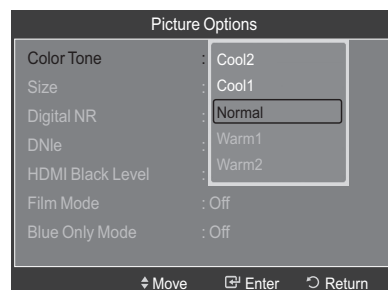 Picture Options
Color Tone : Cool2
Size : Cool1
Digital NR : Normal
DNIe : Warm1
HDMI Black Level : Warm2
Film Mode : Off
Blue Only Mode : Off
Move Enter Return